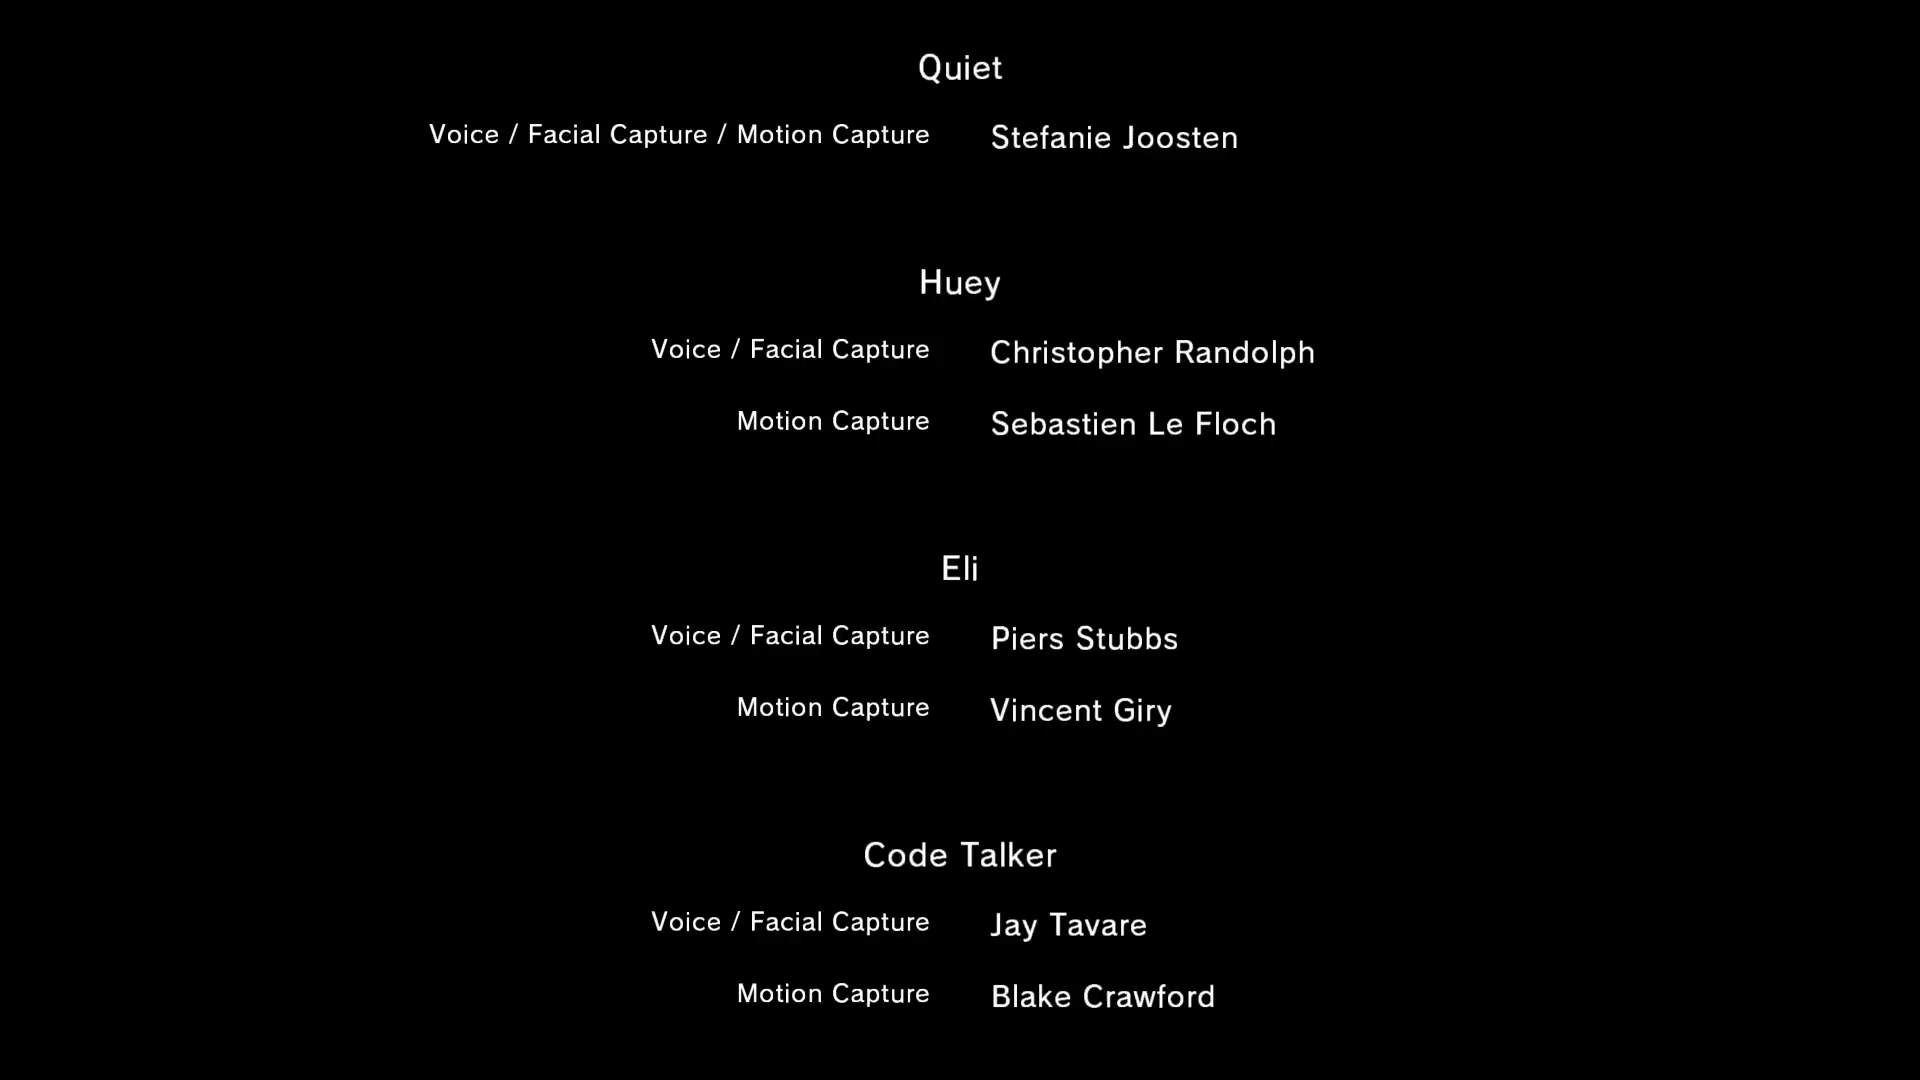 Quiet
Voice / Facial Capture / Motion Capture Stefanie Joosten
Huey
Voice / Facial Capture Christopher Randolph
Motion Capture Sebastien Le Floch
Eli
Voice / Facial Capture Piers Stubbs
Motion Capture Vincent Giry
Code Talker
Voice / Facial Capture Jay Tavare
Motion Capture Blake Crawford